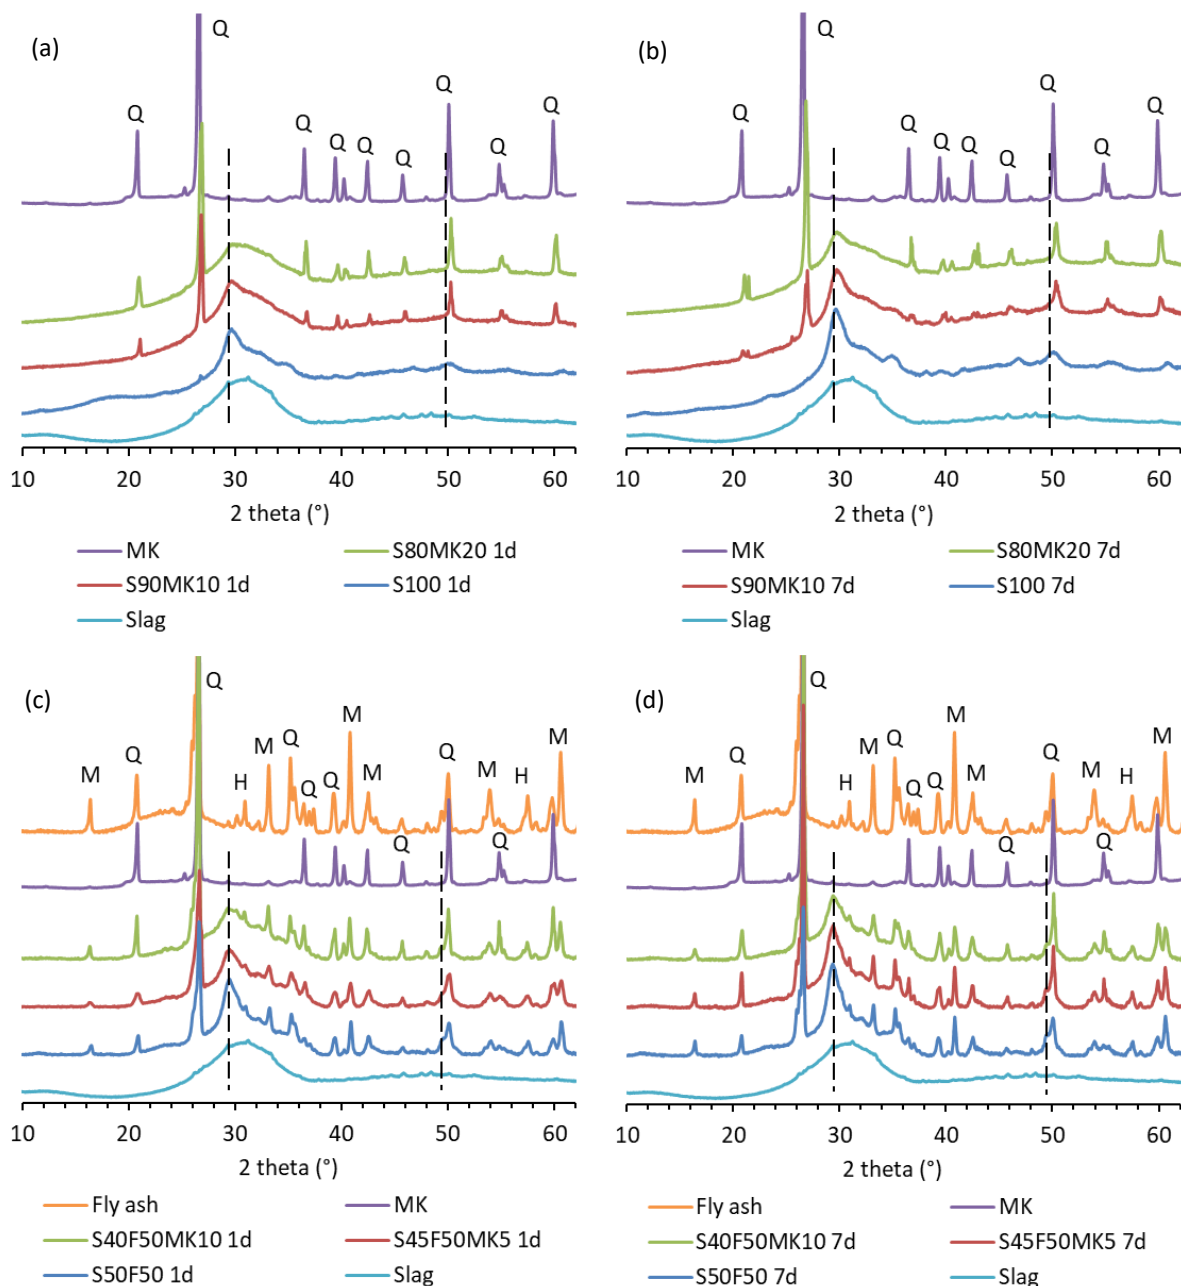 (a)
Q
Q
Q
Q
Q
Q
Q
Q
Q
10 20 30 40 50 60
2 theta (°)
MK
S80MK20 1d
S90MK10 1d
S100 1d
Slag
(b)
Q
Q
Q
Q
Q
Q
Q
Q
Q
10 20 30 40 50 60
2 theta (°)
MK
S80MK20 7d
S90MK10 7d
S100 7d
Slag
(c)
Q
M
Q
H
M
Q
Q
Q
M
M
Q
Q
M
Q
H
M
10 20 30 40 50 60
2 theta (°)
Fly ash
MK
S40F50MK10 1d
S45F50MK5 1d
S50F50 1d
Slag
(d)
Q
M
Q
H
M
Q
Q
Q
M
M
Q
Q
M
Q
H
M
10 20 30 40 50 60
2 theta (°)
Fly ash
MK
S40F50MK10 7d
S45F50MK5 7d
S50F50 7d
Slag